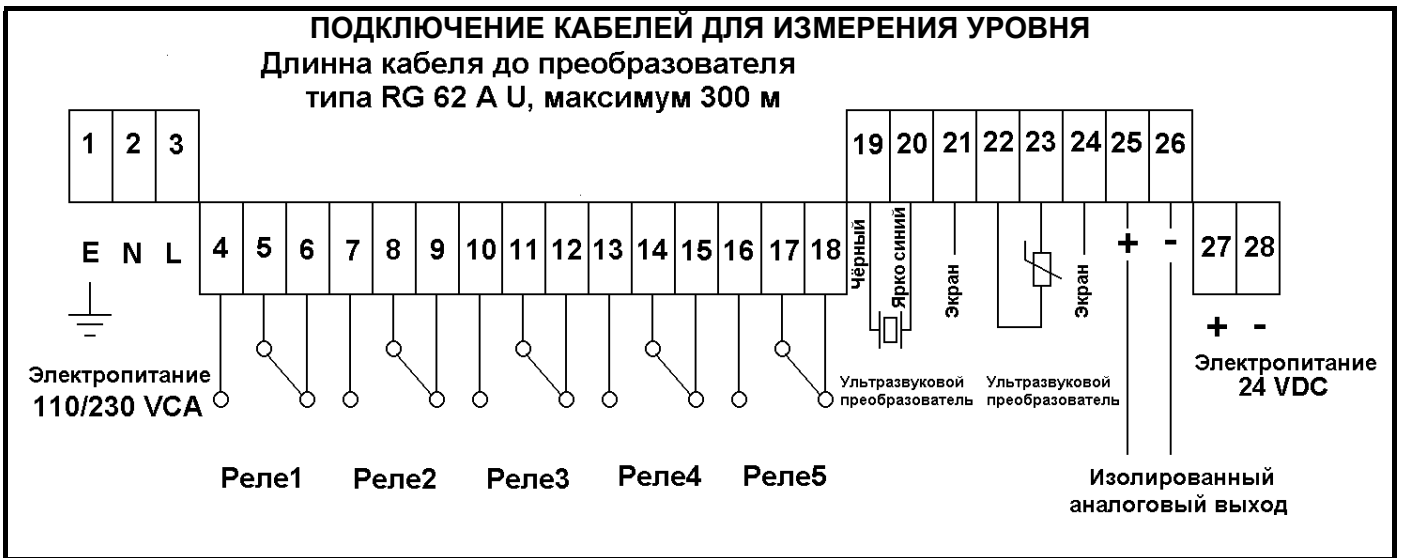 ПОДКЛЮЧЕНИЕ КАБЕЛЕЙ ДЛЯ ИЗМЕРЕНИЯ УРОВНЯ
Длинна кабеля до преобразователя
типа RG 62 A U, максимум 300 м
1 2 3
19 20 21 22 23 24 25 26
E N L
4 5 6 7 8 9 10 11 12 13 14 15 16 17 18
Чёрный
Ярко синий
Экран
Экран
+ -
27 28
+ -
Электропитание
110/230 VCA
Ультразвуковой
преобразователь
Ультразвуковой
преобразователь
Электропитание
24 VDC
Реле1 Реле2 Реле3 Реле4 Реле5
Изолированный
аналоговый выход